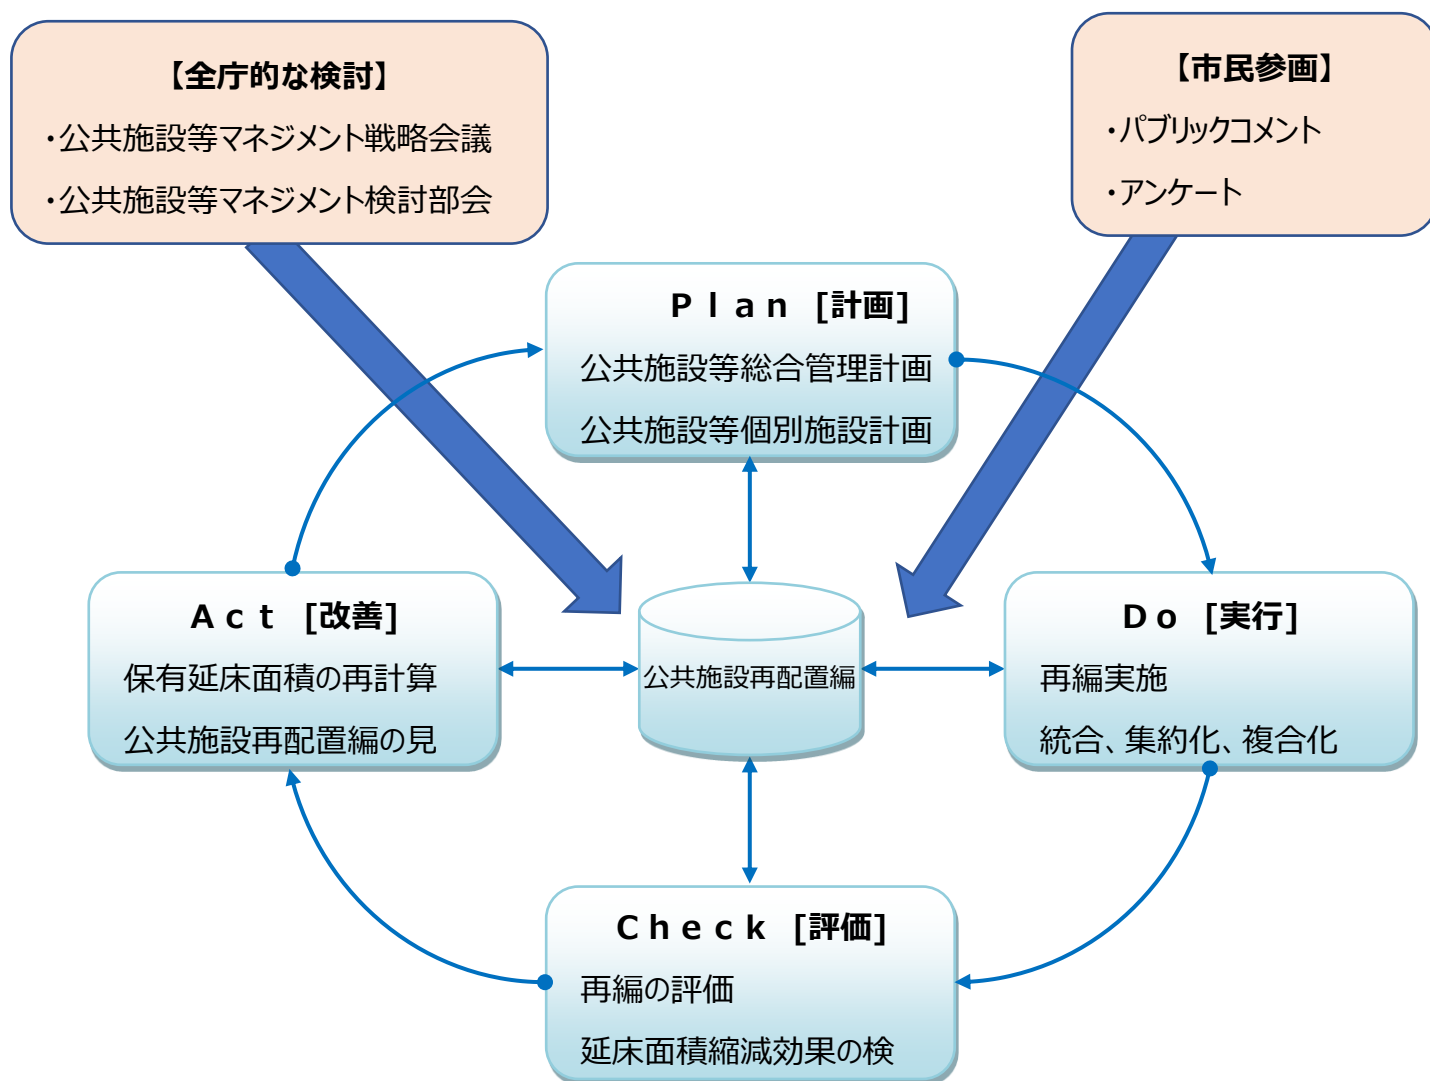 【全庁的な検討】
・公共施設等マネジメント戦略会議
・公共施設等マネジメント検討部会
【市民参画】
・パブリックコメント
・アンケート
Ｐｌａｎ [計画]
公共施設等総合管理計画
公共施設等個別施設計画
Ａｃｔ [改善]
保有延床面積の再計算
公共施設再配置編の見
公共施設再配置編
Ｄｏ [実行]
再編実施
統合、集約化、複合化
Ｃｈｅｃｋ [評価]
再編の評価
延床面積縮減効果の検